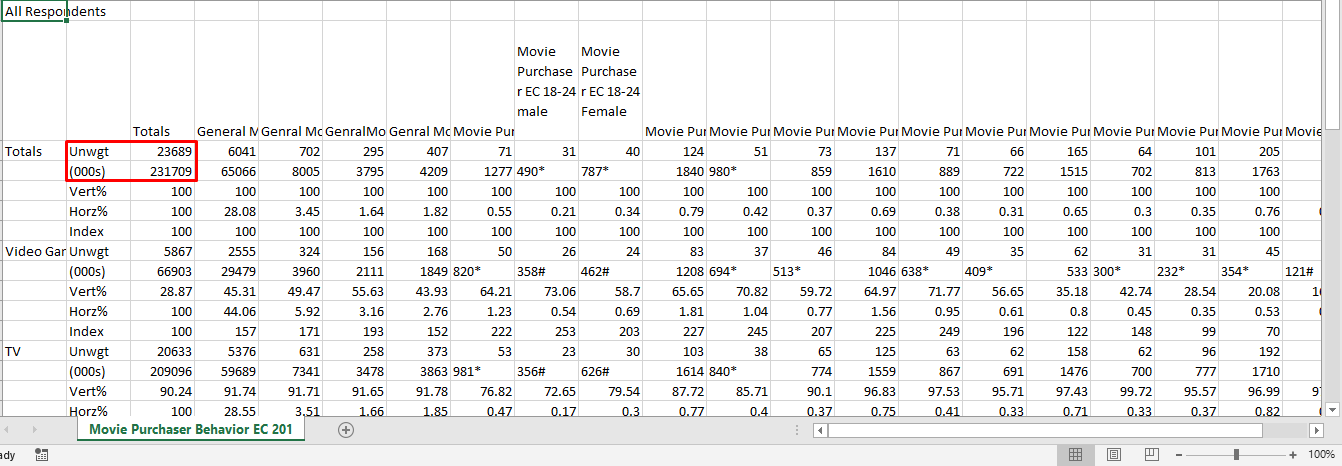 All Respondents
Movie Purchase r EC 18-24 male
Movie Purchase r EC 18-24 Female
Totals General M Genral Mo GenralMo Genral Mo Movie Pur Movie Pur Movie Pur Movie Pur Movie Pur Movie Pur Movie Pur Movie Pur Movie Pur Movie Pur Movie Pur Movie
Totals Unwgt 23689 6041 702 295 407 71 31 40 124 51 73 137 71 66 165 64 101 205
(000s) 231709 65066 8005 3795 4209 1277 490* 787* 1840 980* 859 1610 889 722 1515 702 813 1763
Vert% 100 100 100 100 100 100 100 100 100 100 100 100 100 100 100 100 100 100
Horz% 100 28.08 3.45 1.64 1.82 0.55 0.21 0.34 0.79 0.42 0.37 0.69 0.38 0.31 0.65 0.3 0.35 0.76
Index 100 100 100 100 100 100 100 100 100 100 100 100 100 100 100 100 100 100
Video Gar Unwgt 5867 2555 324 156 168 50 26 24 83 37 46 84 49 35 62 31 31 45
(000s) 66903 29479 3960 2111 1849 820* 358# 462# 1208 694* 513* 1046 638* 409* 533 300* 232* 354* 121#
Vert% 28.87 45.31 49.47 55.63 43.93 64.21 73.06 58.7 65.65 70.82 59.72 64.97 71.77 56.65 35.18 42.74 28.54 20.08
Horz% 100 44.06 5.92 3.16 2.76 1.23 0.54 0.69 1.81 1.04 0.77 1.56 0.95 0.61 0.8 0.45 0.35 0.53
Index 100 157 171 193 152 222 253 203 227 245 207 225 249 196 122 148 99 70
TV Unwgt 20633 5376 631 258 373 53 23 30 103 38 65 125 63 62 158 62 96 192
(000s) 209096 59689 7341 3478 3863 981* 356# 626# 1614 840* 774 1559 867 691 1476 700 777 1710
Vert% 90.24 91.74 91.71 91.65 91.78 76.82 72.65 79.54 87.72 85.71 90.1 96.83 97.53 95.71 97.43 99.72 95.57 96.99
Horz% 100 28.55 3.51 1.66 1.85 0.47 0.17 0.3 0.77 0.4 0.37 0.75 0.41 0.33 0.71 0.33 0.37 0.82
Movie Purchaser Behavior EC 201
ady
100%